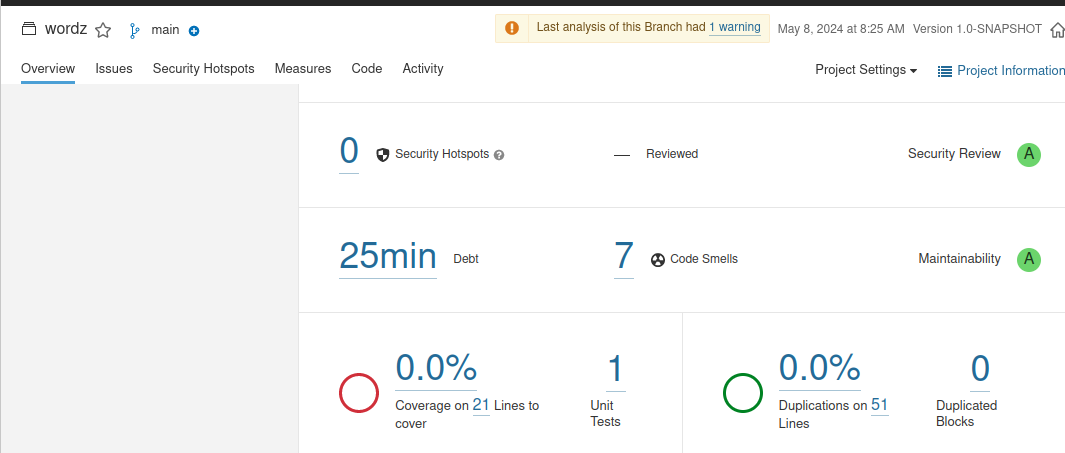 wordz main Last analysis of this Branch had 1 warning May 8, 2024 at 8:25 AM Version 1.0-SNAPSHOT
Overview Issues Security Hotspots Measures Code Activity Project Settings Project Information
0 Security Hotspots ? — Reviewed Security Review A
25min Debt 7 Code Smells Maintainability A
0.0% 1 0.0% 0
Coverage on 21 Lines to Unit Duplications on 51 Duplicated
cover Tests Lines Blocks